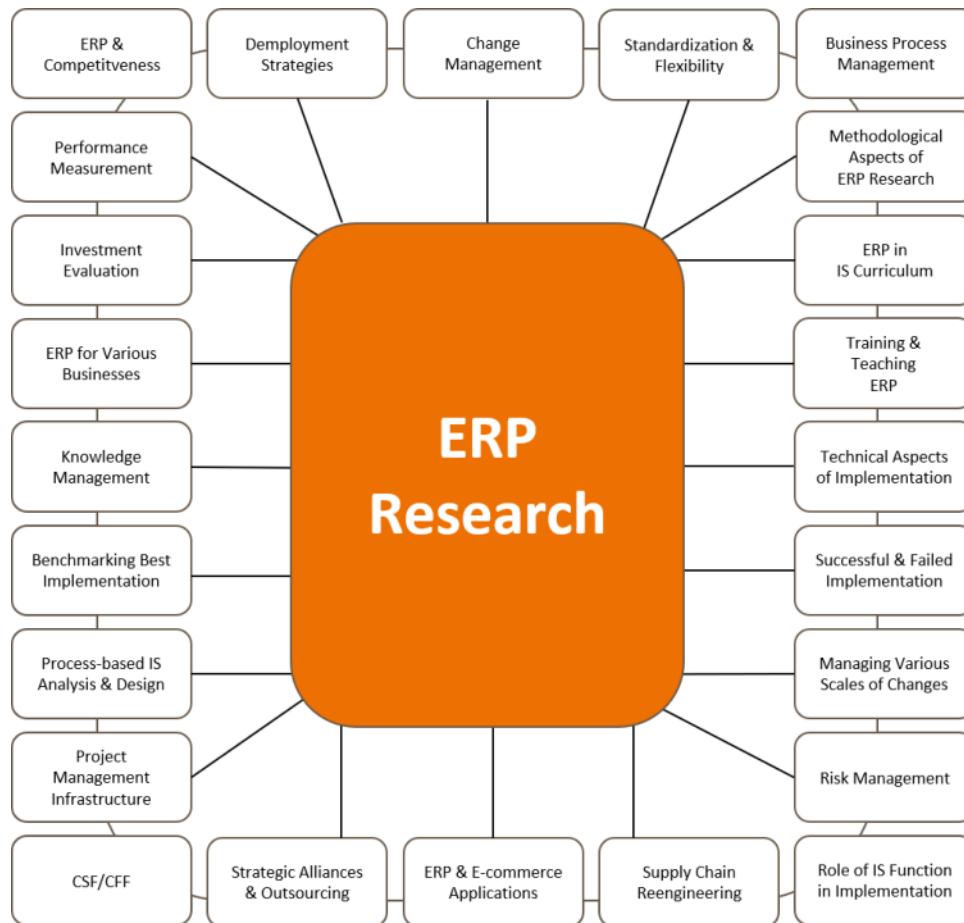 ERP &
Competitveness
Demployment
Strategies
Change
Management
Standardization &
Flexibility
Business Process
Management
Performance
Measurement
Methodological
Aspects of
ERP Research
Investment
Evaluation
ERP in
IS Curriculum
ERP for Various
Businesses
Training &
Teaching
ERP
ERP
Research
Knowledge
Management
Technical Aspects
of Implementation
Benchmarking Best
Implementation
Successful & Failed
Implementation
Process-based IS
Analysis & Design
Managing Various
Scales of Changes
Project
Management
Infrastructure
Risk Management
CSF/CFF
Strategic Alliances
& Outsourcing
ERP & E-commerce
Applications
Supply Chain
Reengineering
Role of IS Function
in Implementation